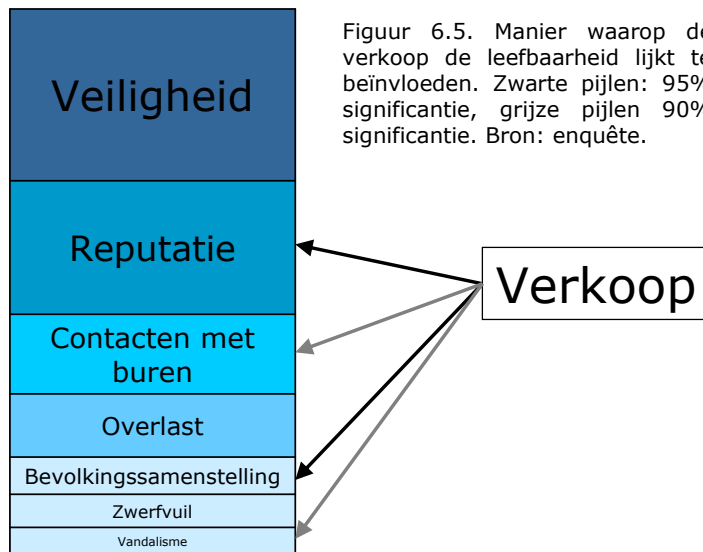 Figuur 6.5. Manier waarop de
verkoop de leefbaarheid lijkt te
beïnvloeden. Zwarte pijlen: 95%
significantie, grijze pijlen 90%
significantie. Bron: enquête.
Veiligheid
Reputatie
Contacten met
buren
Overlast
Bevolkingssamenstelling
Zwerfvuil
Vandalisme
Verkoop